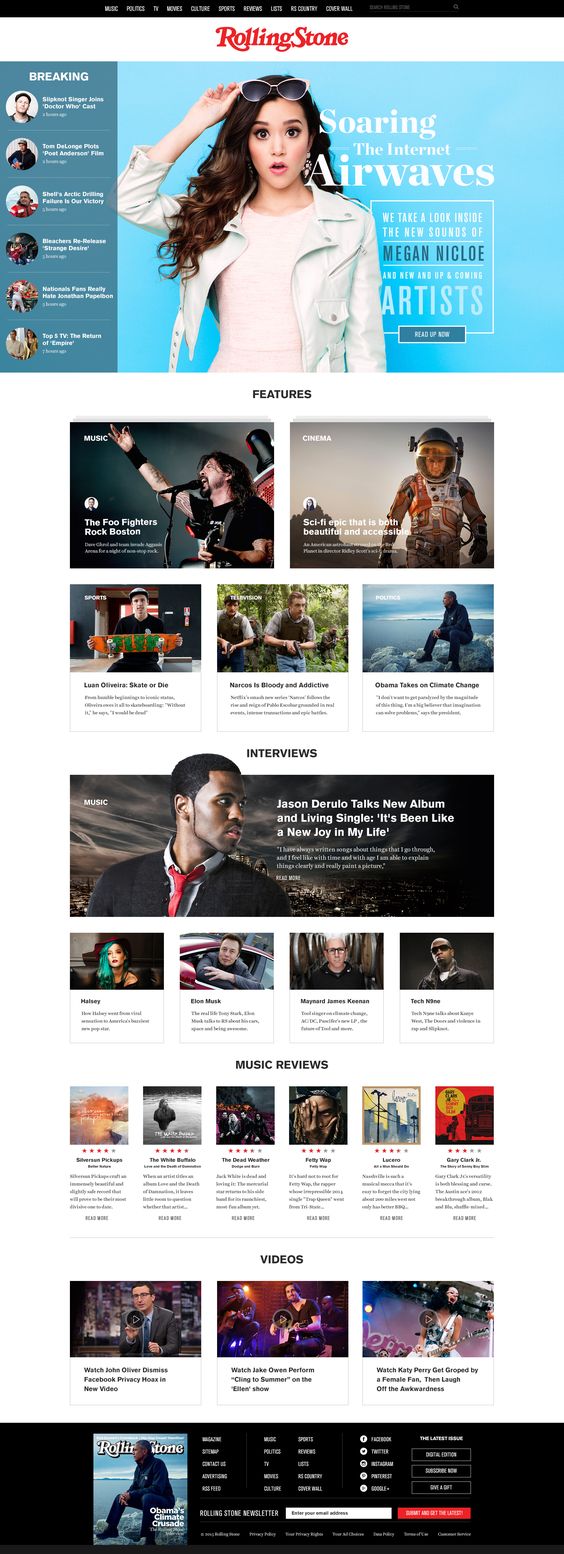 MUSIC POLITICS TV MOVIES CULTURE SPORTS REVIEWS LISTS RS COUNTRY COVER WALL SEARCH ROLLING STONE
RollingStone
BREAKING
Slipknot Singer Joins
'Doctor Who' Cast
2 hours ago
Tom DeLonge Plots
'Poet Anderson' Film
Shell's Arctic Drilling
Failure Is Our Victory
5 hours ago
Bleachers Re-Release
'Strange Desire'
5 hours ago
Nationals Fans Really
Hate Jonathan Papelbon
5 hours ago
Top 5 TV: The Return
of 'Empire'
7 hours ago
Soaring
The Internet
Airwaves
WE TAKE A LOOK INSIDE
THE NEW SOUNDS OF
MEGAN NICLOE
AND NEW AND UP & COMING
ARTISTS
READ UP NOW
FEATURES
MUSIC
The Foo Fighters
Rock Boston
Dave Ghrol and team invade Agganis
Arena for a night of non-stop rock.
CINEMA
Sci-fi epic that is both
beautiful and accessible
An American astronaut stranded on the Red
Planet in director Ridley Scott's sci-fi drama.
SPORTS
Luan Oliveira: Skate or Die
From humble beginnings to iconic status,
Oliveira owes it all to skateboarding: "Without
it," he says, "I would be dead"
TELEVISION
Narcos Is Bloody and Addictive
Netflix's smash new series 'Narcos' follows the
rise and reign of Pablo Escobar grounded in real
events, intense transactions and epic battles.
POLITICS
Obama Takes on Climate Change
"I don't want to get paralyzed by the magnitude
of this thing. I'm a big believer that imagination
can solve problems," says the president.
INTERVIEWS
MUSIC
Jason Derulo Talks New Album
and Living Single: 'It's Been Like
a New Joy in My Life'
"I have always written songs about things that I go through,
and I feel like with time and with age I am able to explain
things clearly and really paint a picture,"
READ MORE
Halsey
How Halsey went from viral
sensation to America's buzziest
new pop star.
Elon Musk
The real life Tony Stark, Elon
Musk talks to RS about his cars,
space and being awesome.
Maynard James Keenan
Tool singer on climate change,
AC/DC, Puscifer's new LP, the
future of Tool and more.
Tech N9ne
Tech N9ne talks about Kanye
West, The Doors and violence in
rap and Slipknot.
MUSIC REVIEWS
Silversun Pickups
Better Nature
Silversun Pickups craft an
immensely beautiful and
slightly safe record that
will prove to be their most
divisive one to date.
READ MORE
The White Buffalo
Love and the Death of Damnation
When an artist titles an
album Love and the Death
of Damnation, it leaves
little room to question
whether that artist...
READ MORE
The Dead Weather
Dodge and Burn
Jack White is dead and
loving it: The mercurial
star returns to his side
band for its raunchiest,
most-fun album yet.
READ MORE
Fetty Wap
Fetty Wap
It's hard not to root for
Fetty Wap, the rapper
whose irrepressible 2014
single "Trap Queen" went
from Tri-State...
READ MORE
Lucero
All a Man Should Do
Nashville is such a
musical mecca that it's
easy to forget the city lying
about 200 miles west not
only has better BBQ...
READ MORE
GARY
CLARK JR.
Gary Clark Jr.
The Story of Sonny Boy Slim
Gary Clark Jr.'s versatility
is both blessing and curse.
The Austin ace's 2012
breakthrough album, Blak
and Blu, shuffle-mixed...
READ MORE
VIDEOS
Watch John Oliver Dismiss
Facebook Privacy Hoax in
New Video
Watch Jake Owen Perform
"Cling to Summer" on the
'Ellen' show
Watch Katy Perry Get Groped by
a Female Fan, Then Laugh
Off the Awkwardness
RollingStone
Obama's
Climate
Crusade
The Rolling Stone
Interview
MAGAZINE
SITEMAP
CONTACT US
ADVERTISING
RSS FEED
MUSIC
POLITICS
TV
MOVIES
CULTURE
SPORTS
REVIEWS
LISTS
RS COUNTRY
COVER WALL
FACEBOOK
TWITTER
INSTAGRAM
PINTEREST
GOOGLE+
THE LATEST ISSUE
DIGITAL EDITION
SUBSCRIBE NOW
GIVE A GIFT
ROLLING STONE NEWSLETTER Enter your email address SUBMIT AND GET THE LATEST!
© 2015 Rolling Stone Privacy Policy Your Privacy Rights Your Ad Choices Data Policy Terms of Use Customer Service